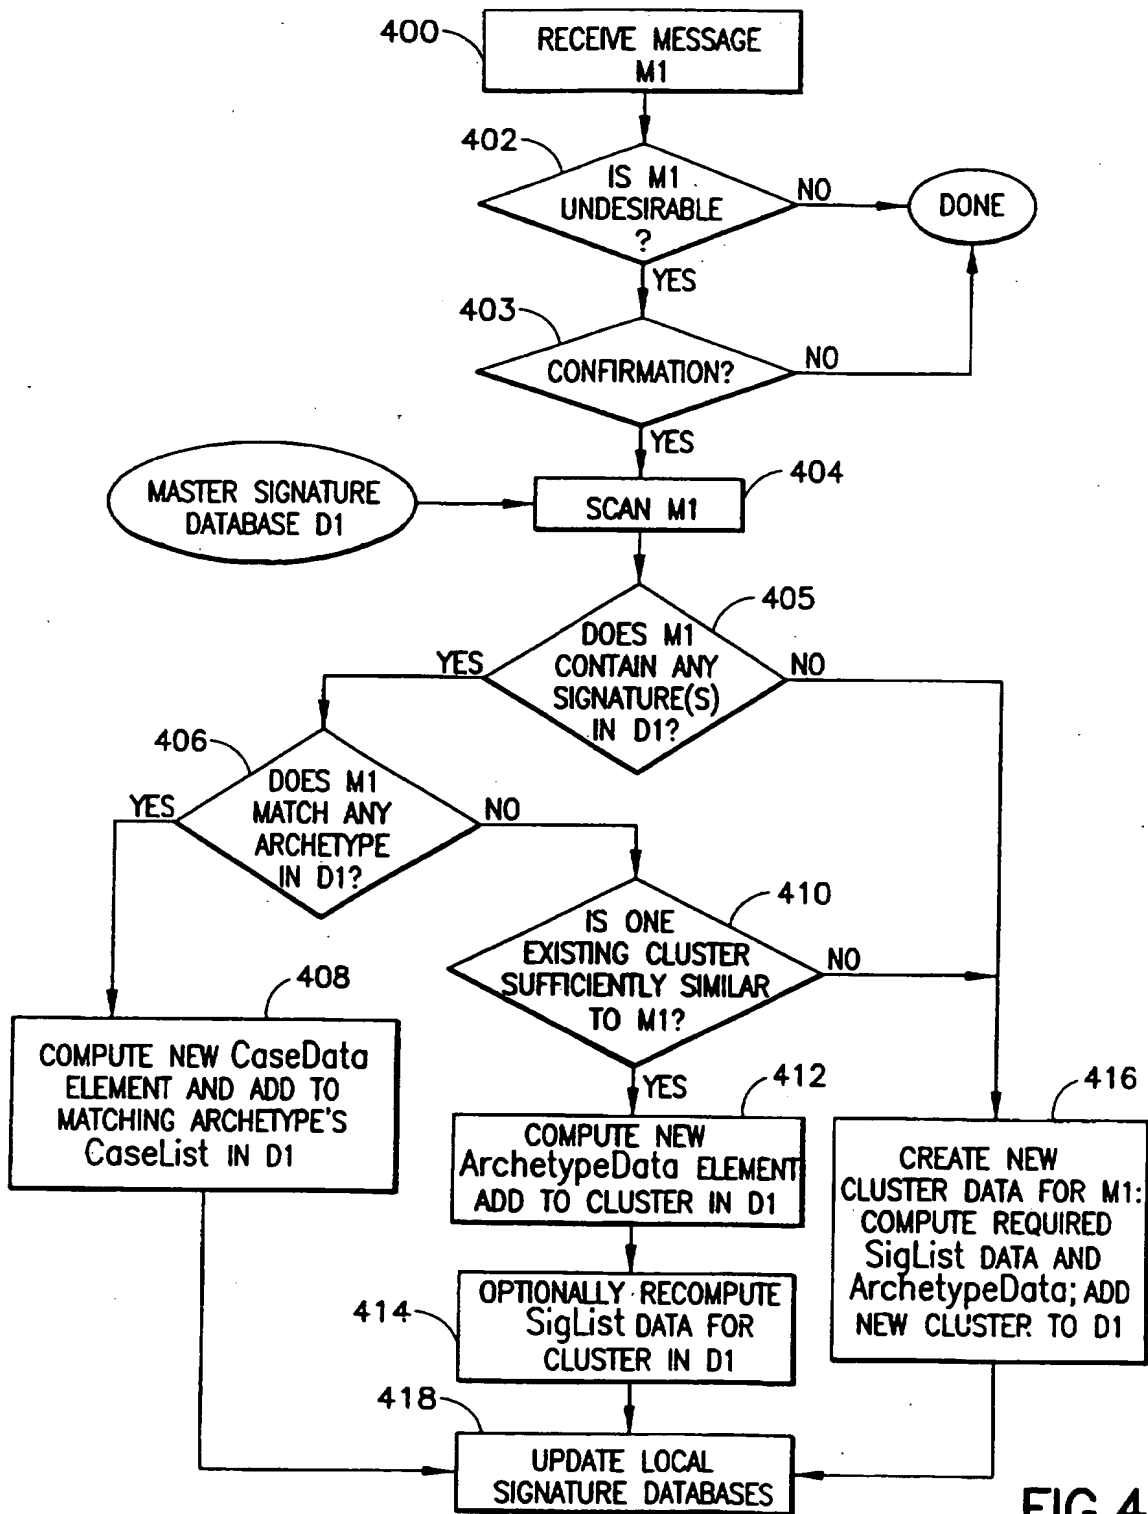 400
RECEIVE MESSAGE
M1
402
IS M1
UNDESIRABLE
?
NO
DONE
YES
403
CONFIRMATION?
NO
YES
MASTER SIGNATURE
DATABASE D1
404
SCAN M1
405
DOES M1
CONTAIN ANY
SIGNATURE(S)
IN D1?
YES
NO
406
DOES M1
MATCH ANY
ARCHETYPE
IN D1?
YES
NO
410
IS ONE
EXISTING CLUSTER
SUFFICIENTLY SIMILAR
TO M1?
NO
YES
408
COMPUTE NEW CaseData
ELEMENT AND ADD TO
MATCHING ARCHETYPE'S
CaseList IN D1
412
COMPUTE NEW
ArchetypeData ELEMENT
ADD TO CLUSTER IN D1
416
CREATE NEW
CLUSTER DATA FOR M1:
COMPUTE REQUIRED
SigList DATA AND
ArchetypeData; ADD
NEW CLUSTER TO D1
414
OPTIONALLY RECOMPUTE
SigList DATA FOR
CLUSTER IN D1
418
UPDATE LOCAL
SIGNATURE DATABASES
FIG.4